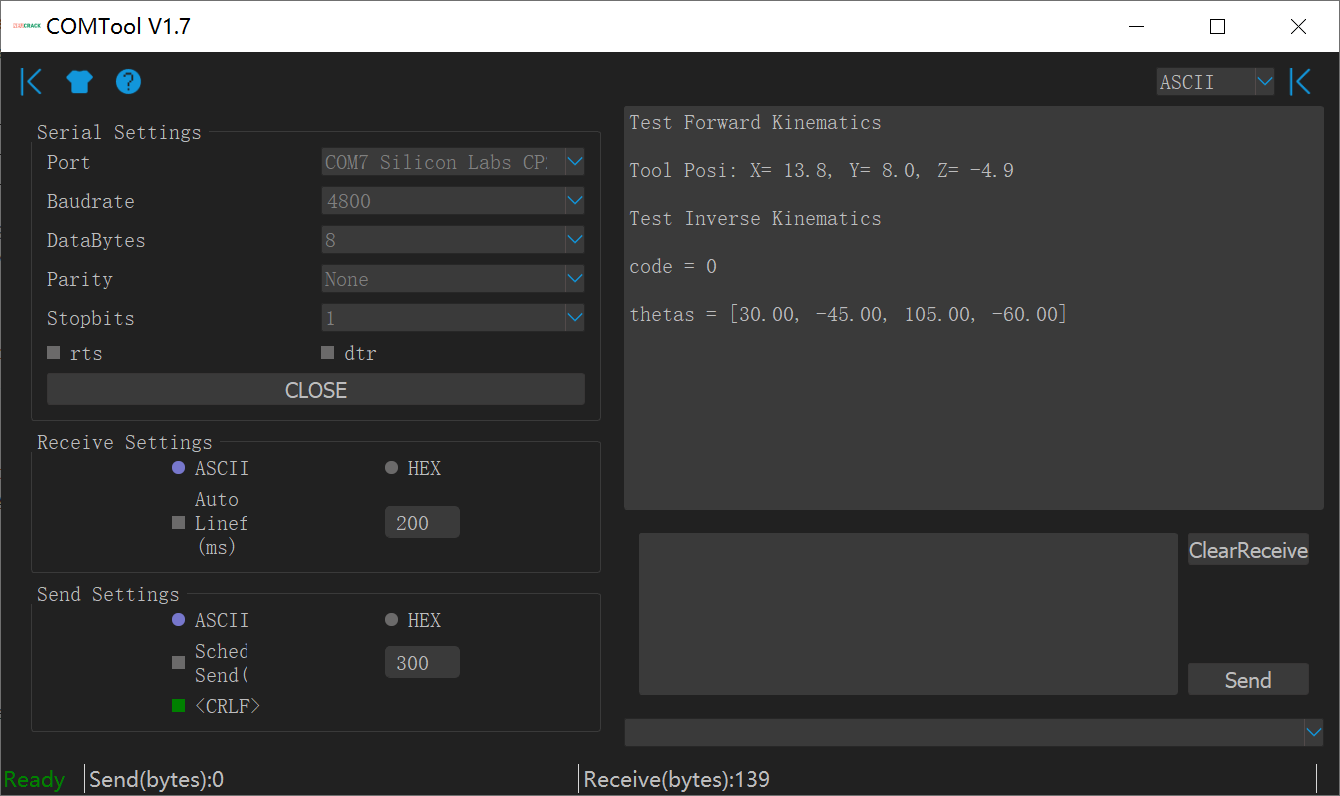 COMTool V1.7
ASCII
Serial Settings
Port COM7 Silicon Labs CP
Baudrate 4800
DataBytes 8
Parity None
Stopbits 1
rts dtr
CLOSE
Receive Settings
ASCII HEX
Auto
Linef 200
(ms)
Send Settings
ASCII HEX
Sched
Send( 300
<CRLF>
Test Forward Kinematics
Tool Posi: X= 13.8, Y= 8.0, Z= -4.9
Test Inverse Kinematics
code = 0
thetas = [30.00, -45.00, 105.00, -60.00]
ClearReceive
Send
Ready Send(bytes):0 Receive(bytes):139